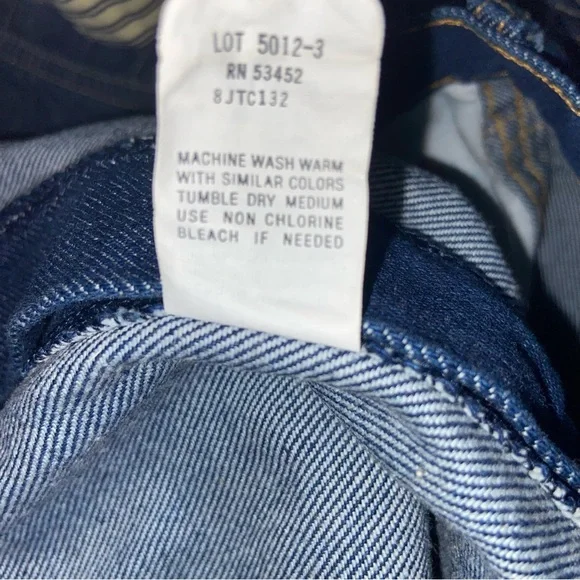 LOT 5012-3
RN 53452
8JTC132
MACHINE WASH WARM
WITH SIMILAR COLORS
TUMBLE DRY MEDIUM
USE NON CHLORINE
BLEACH IF NEEDED